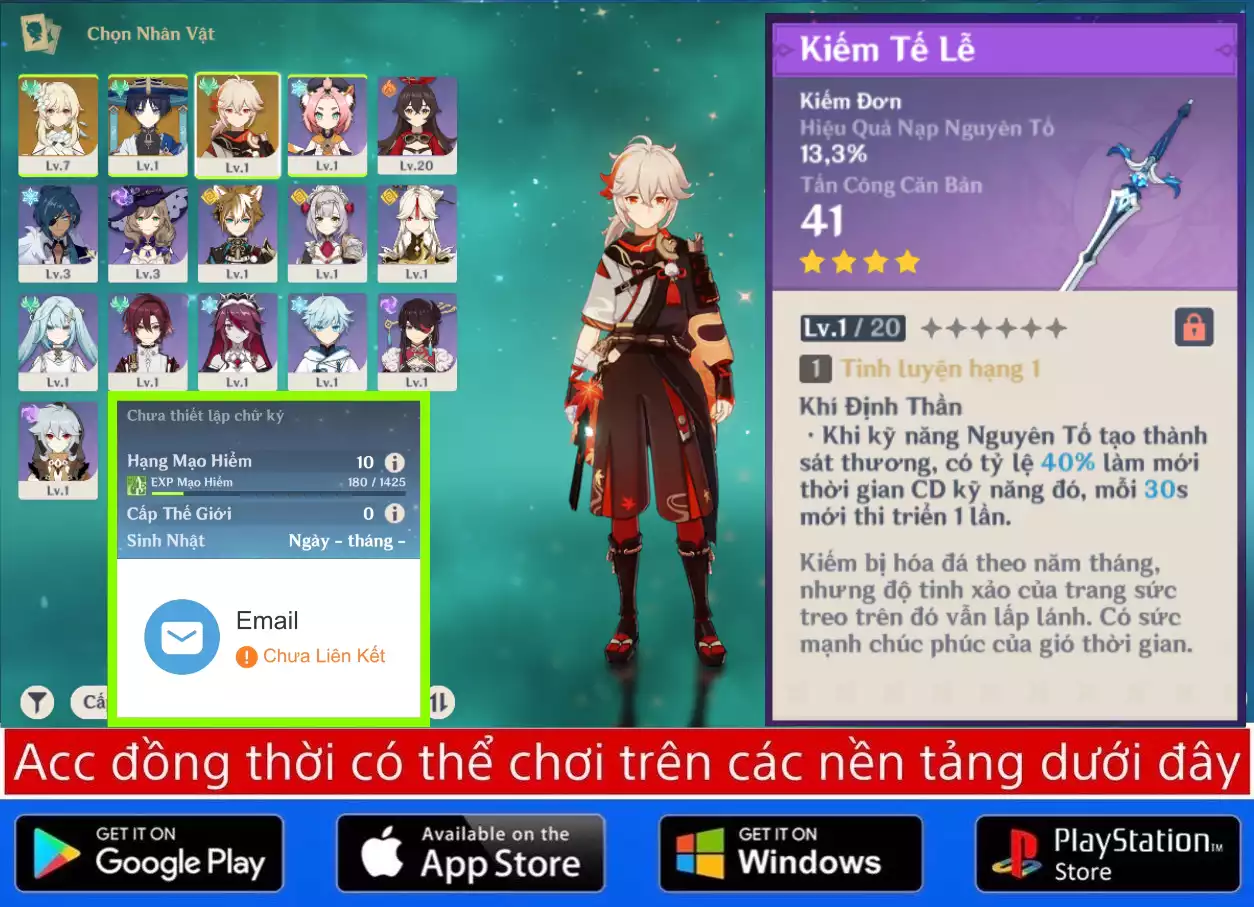 Chọn Nhân Vật
Lv.7
Lv.1
Lv.1
Lv.1
Lv.20
Lv.3
Lv.3
Lv.1
Lv.1
Lv.1
Lv.1
Lv.1
Lv.1
Lv.1
Lv.1
Lv.1
Chưa thiết lập chữ ký
Hạng Mạo Hiểm 10
EXP Mạo Hiểm 180 / 1425
Cấp Thế Giới 0
Sinh Nhật Ngày - tháng -
Email
! Chưa Liên Kết
Kiếm Tế Lễ
Kiếm Đơn
Hiệu Quả Nạp Nguyên Tố
13,3%
Tấn Công Căn Bản
41
Lv.1 / 20
1 Tinh luyện hạng 1
Khí Định Thần
· Khi kỹ năng Nguyên Tố tạo thành
sát thương, có tỷ lệ 40% làm mới
thời gian CD kỹ năng đó, mỗi 30s
mới thi triển 1 lần.
Kiếm bị hóa đá theo năm tháng,
nhưng độ tinh xảo của trang sức
treo trên đó vẫn lấp lánh. Có sức
mạnh chúc phúc của gió thời gian.
Acc đồng thời có thể chơi trên các nền tảng dưới đây
GET IT ON
Google Play
Available on the
App Store
GET IT ON
Windows
PlayStation™
Store